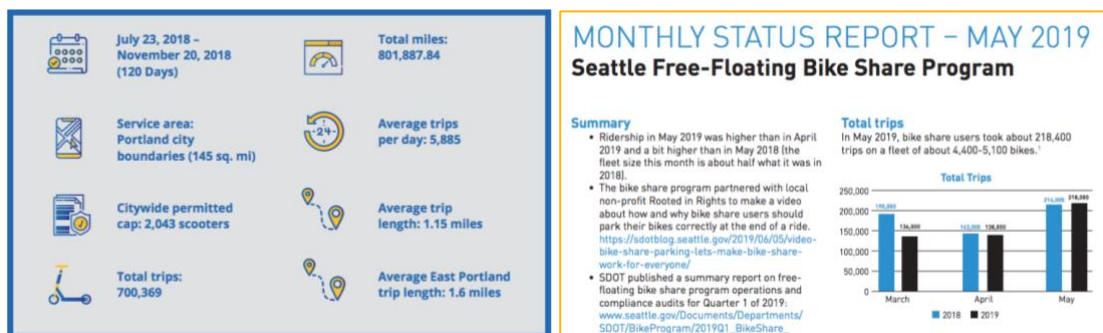 July 23, 2018 –
November 20, 2018
(120 Days)
Total miles:
801,887.84
Service area:
Portland city
boundaries (145 sq. mi)
-24-
Average trips
per day: 5,885
Citywide permitted
cap: 2,043 scooters
Average trip
length: 1.15 miles
Total trips:
700,369
Average East Portland
trip length: 1.6 miles
MONTHLY STATUS REPORT – MAY 2019
Seattle Free-Floating Bike Share Program
Summary
• Ridership in May 2019 was higher than in April
2019 and a bit higher than in May 2018 (the
fleet size this month is about half what it was in
2018).
• The bike share program partnered with local
non-profit Rooted in Rights to make a video
about how and why bike share users should
park their bikes correctly at the end of a ride.
https://sdotblog.seattle.gov/2019/06/05/video-
bike-share-parking-lets-make-bike-share-
work-for-everyone/
• SDOT published a summary report on free-
floating bike share program operations and
compliance audits for Quarter 1 of 2019:
www.seattle.gov/Documents/Departments/
SDOT/BikeProgram/2019Q1_BikeShare_
Total trips
In May 2019, bike share users took about 218,400
trips on a fleet of about 4,400-5,100 bikes.¹
Total Trips
250,000
200,000
150,000
100,000
50,000
0
136,000
218,000
March
April
May
2018
2019